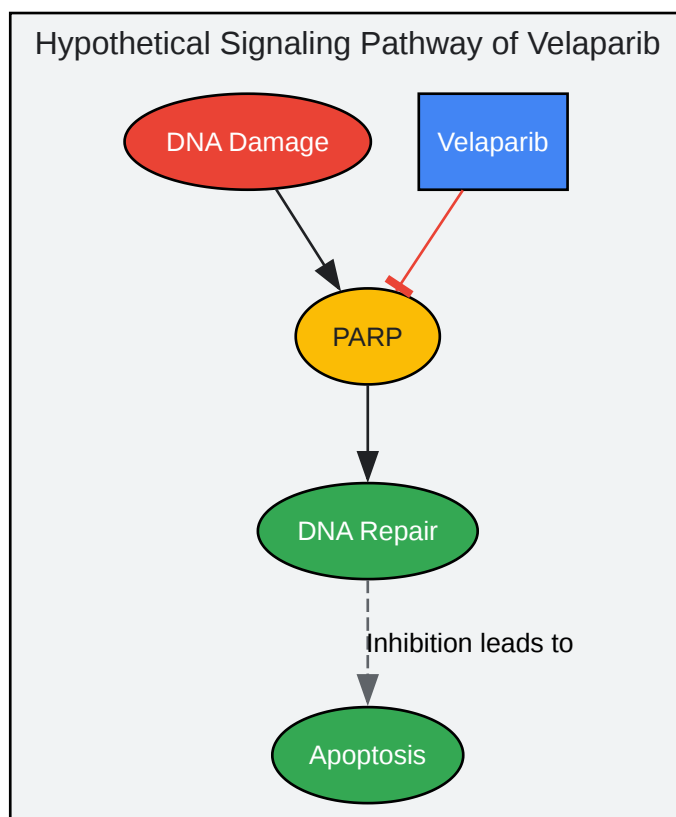 Hypothetical Signaling Pathway of Velaparib
DNA Damage
Velaparib
PARP
DNA Repair
Inhibition leads to
Apoptosis